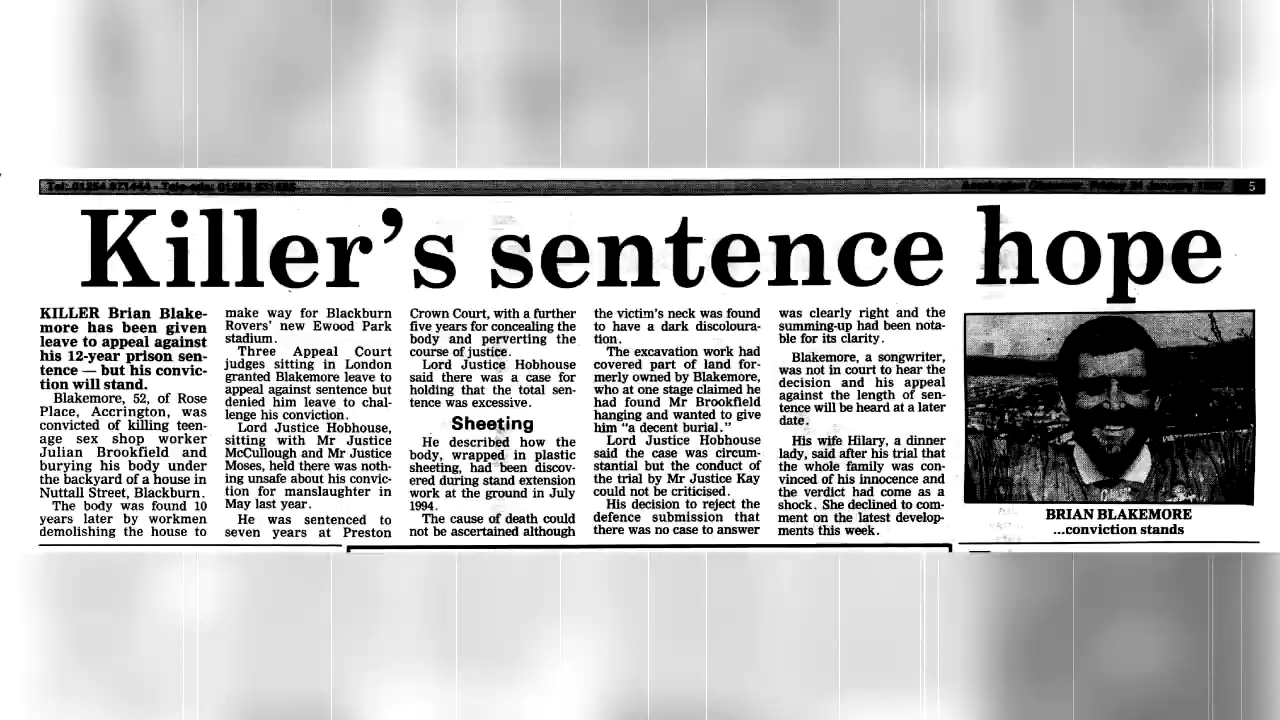 5
Killer's sentence hope
KILLER Brian Blake-
more has been given
leave to appeal against
his 12-year prison sen-
tence — but his convic-
tion will stand.
Blakemore, 52, of Rose
Place, Accrington, was
convicted of killing teen-
age sex shop worker
Julian Brookfield and
burying his body under
the backyard of a house in
Nuttall Street, Blackburn.
The body was found 10
years later by workmen
demolishing the house to
make way for Blackburn
Rovers' new Ewood Park
stadium.
Three Appeal Court
judges sitting in London
granted Blakemore leave to
appeal against sentence but
denied him leave to chal-
lenge his conviction.
Lord Justice Hobhouse,
sitting with Mr Justice
McCullough and Mr Justice
Moses, held there was noth-
ing unsafe about his convic-
tion for manslaughter in
May last year.
He was sentenced to
seven years at Preston
Crown Court, with a further
five years for concealing the
body and perverting the
course of justice.
Lord Justice Hobhouse
said there was a case for
holding that the total sen-
tence was excessive.
Sheeting
He described how the
body, wrapped in plastic
sheeting, had been discov-
ered during stand extension
work at the ground in July
1994.
The cause of death could
not be ascertained although
the victim's neck was found
to have a dark discoloura-
tion.
The excavation work had
covered part of land for-
merly owned by Blakemore,
who at one stage claimed he
had found Mr Brookfield
hanging and wanted to give
him "a decent burial."
Lord Justice Hobhouse
said the case was circum-
stantial but the conduct of
the trial by Mr Justice Kay
could not be criticised.
His decision to reject the
defence submission that
there was no case to answer
was clearly right and the
summing-up had been nota-
ble for its clarity.
Blakemore, a songwriter,
was not in court to hear the
decision and his appeal
against the length of sen-
tence will be heard at a later
date.
His wife Hilary, a dinner
lady, said after his trial that
the whole family was con-
vinced of his innocence and
the verdict had come as a
shock. She declined to com-
ment on the latest develop-
ments this week.
BRIAN BLAKEMORE
...conviction stands